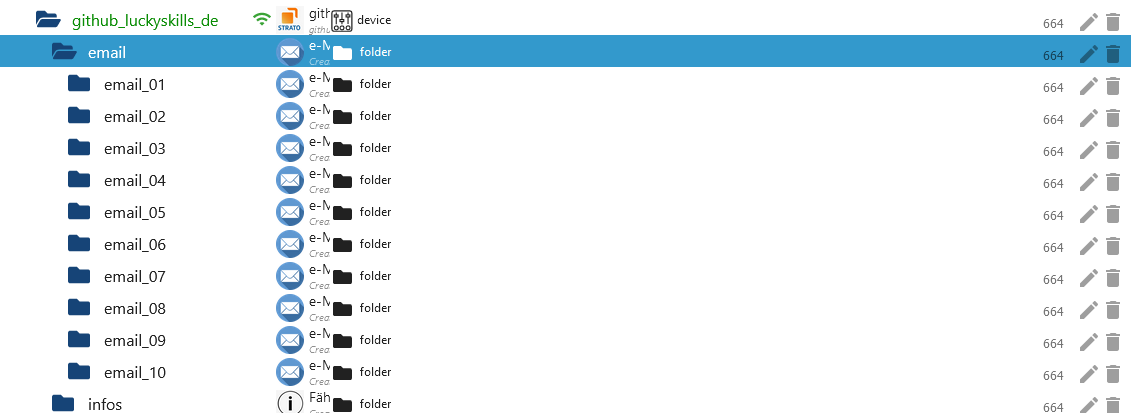 github_luckyskills_de STRATO gith github device 664
email e-M Crea folder 664
email_01 e-M Crea folder 664
email_02 e-M Crea folder 664
email_03 e-M Crea folder 664
email_04 e-M Crea folder 664
email_05 e-M Crea folder 664
email_06 e-M Crea folder 664
email_07 e-M Crea folder 664
email_08 e-M Crea folder 664
email_09 e-M Crea folder 664
email_10 e-M Crea folder 664
infos i Fäh Crea folder 664